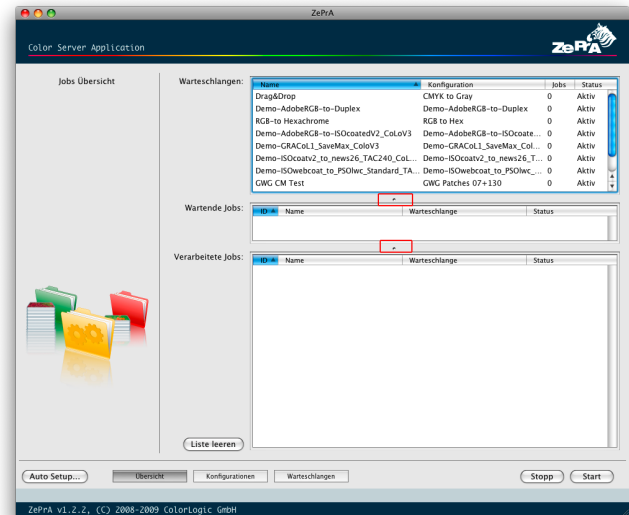 ZePrA
Color Server Application
ZePrA
Jobs Übersicht
Warteschlangen:
Name Konfiguration Jobs Status
Drag&Drop CMYK to Gray 0 Aktiv
Demo-AdobeRGB-to-Duplex Demo-AdobeRGB-to-Duplex 0 Aktiv
RGB-to Hexachrome RGB to Hex 0 Aktiv
Demo-AdobeRGB-to-ISOcoatedV2_CoLoV3 Demo-AdobeRGB-to-ISOcoate... 0 Aktiv
Demo-GRACoL1_SaveMax_ColoV3 Demo-GRACoL1_SaveMax_Col... 0 Aktiv
Demo-ISOcoatv2_to_news26_TAC240_CoL... Demo-ISOcoatv2_to_news26_T... 0 Aktiv
Demo-ISOwebcoat_to_PSOlwc_Standard_TA... Demo-ISOwebcoat_to_PSOlwc_... 0 Aktiv
GWG CM Test GWG Patches 07+130 0 Aktiv
Wartende Jobs:
ID Name Warteschlange Status
Verarbeitete Jobs:
ID Name Warteschlange Status
Liste leeren
Auto Setup... Übersicht Konfigurationen Warteschlangen Stopp Start
ZePrA v1.2.2, (C) 2008-2009 ColorLogic GmbH